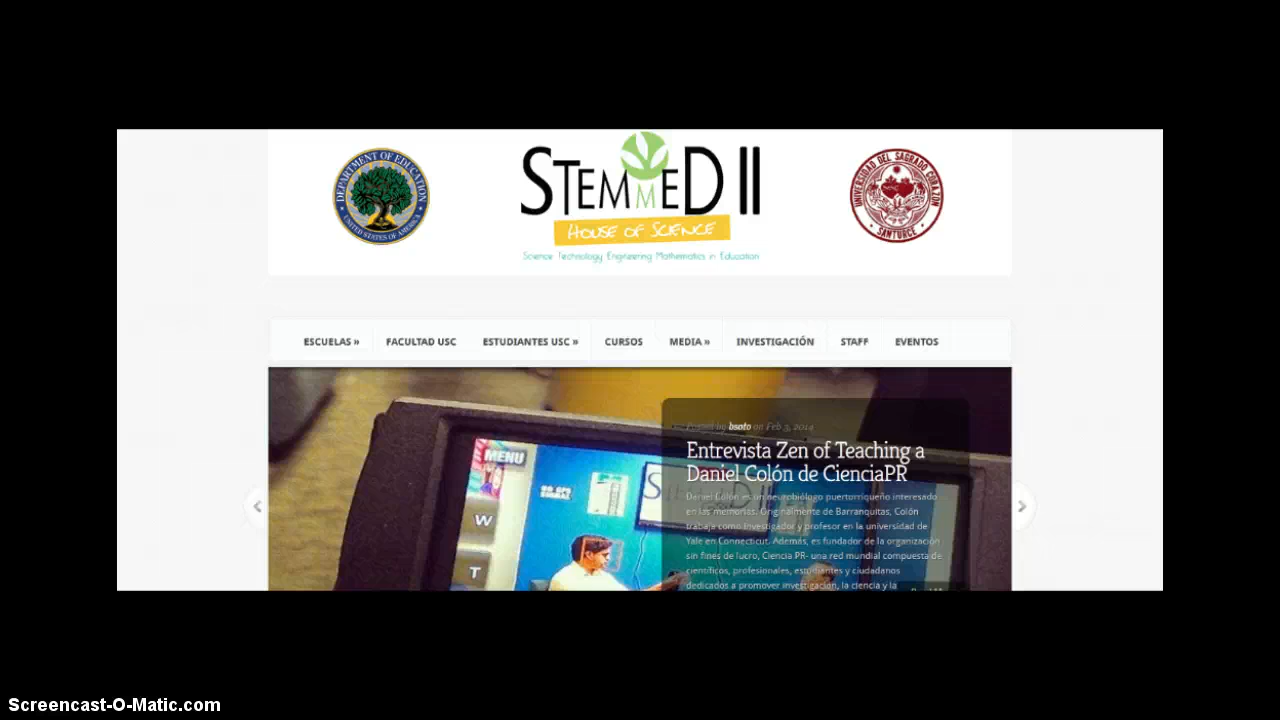 DEPARTMENT OF EDUCATION
UNITED STATES OF AMERICA
STEMMED II
HOUSE OF SCIENCE
Science Technology Engineering Mathematics in Education
UNIVERSIDAD DEL SAGRADO CORAZON
SANTURCE
ESCUELAS » FACULTAD USC ESTUDIANTES USC » CURSOS MEDIA » INVESTIGACIÓN STAFF EVENTOS
Posted by bsoto on Feb 3, 2014
Entrevista Zen of Teaching a
Daniel Colón de CienciaPR
Daniel Colón es un neurobiólogo puertorriqueño interesado
en las memorias. Originalmente de Barranquitas, Colón
trabaja como investigador y profesor en la universidad de
Yale en Connecticut. Además, es fundador de la organización
sin fines de lucro, Ciencia PR- una red mundial compuesta de
científicos, profesionales, estudiantes y ciudadanos
dedicados a promover investigación, la ciencia y la
MENU
W
T
Screencast-O-Matic.com